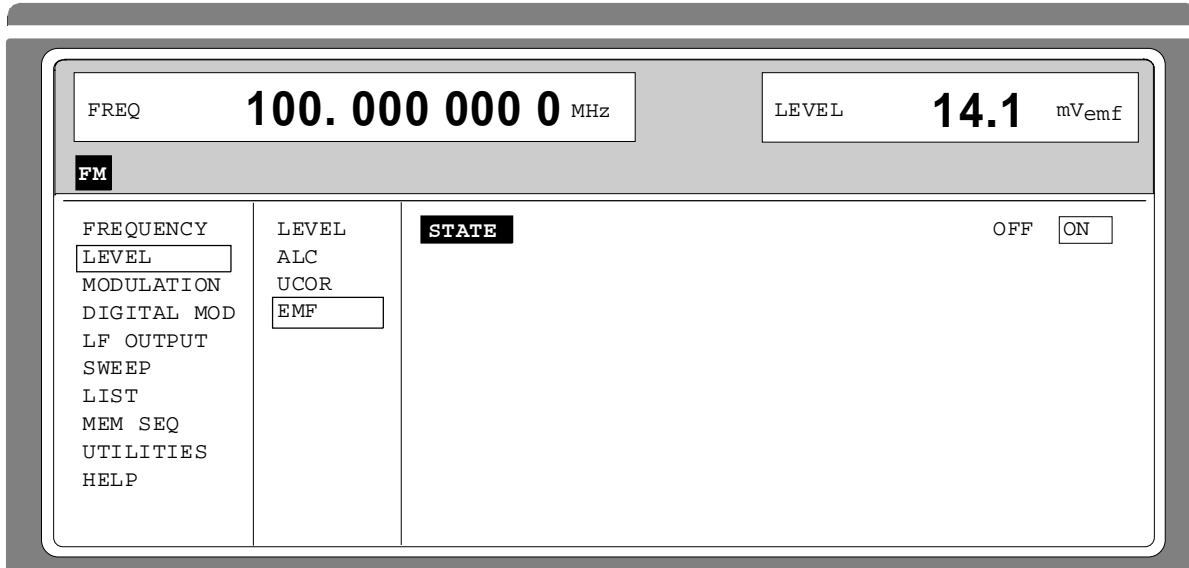 FREQ 100. 000 000 0 MHz LEVEL 14.1 mVemf
FM
FREQUENCY LEVEL STATE OFF ON
LEVEL ALC
MODULATION UCOR
DIGITAL MOD EMF
LF OUTPUT
SWEEP
LIST
MEM SEQ
UTILITIES
HELP